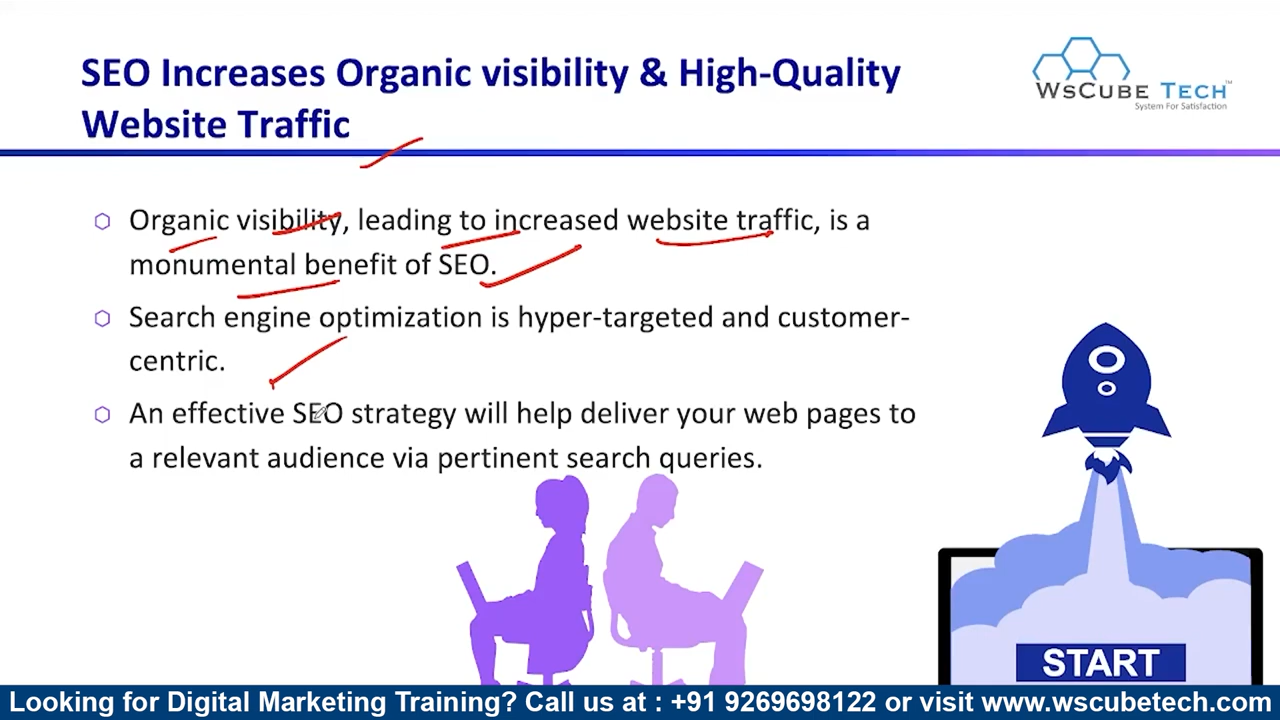 SEO Increases Organic visibility & High-Quality
Website Traffic
WsCube Tech™
System For Satisfaction
Organic visibility, leading to increased website traffic, is a
monumental benefit of SEO.
Search engine optimization is hyper-targeted and customer-
centric.
An effective SEO strategy will help deliver your web pages to
a relevant audience via pertinent search queries.
START
Looking for Digital Marketing Training? Call us at : +91 9269698122 or visit www.wscubetech.com